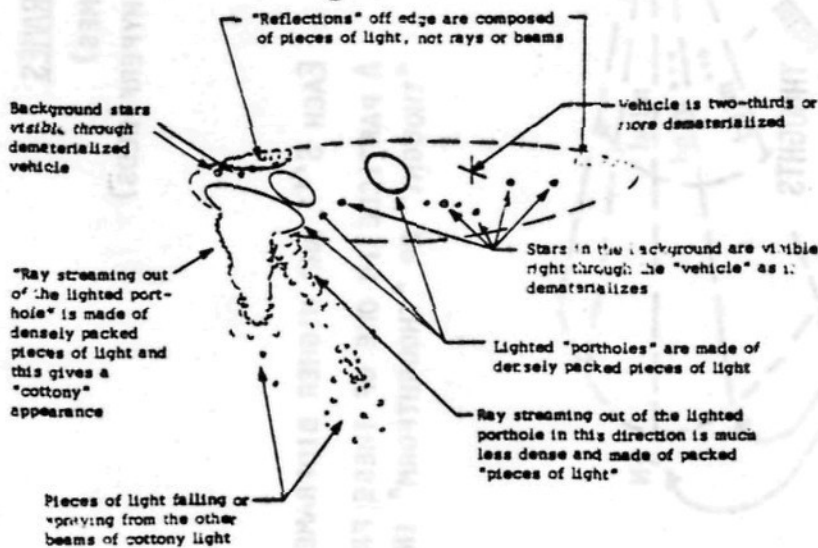 "Reflections" off edge are composed
of pieces of light, not rays or beams
Background stars
visible through
dematerialized
vehicle
Vehicle is two-thirds or
more dematerialized
Stars in the background are visible
right through the "vehicle" as it
dematerializes
"Ray streaming out
of the lighted port-
hole" is made of
densely packed
pieces of light and
this gives a
"cottony"
appearance
Lighted "portholes" are made of
densely packed pieces of light
Ray streaming out of the lighted
porthole in this direction is much
less dense and made of packed
"pieces of light"
Pieces of light falling or
spraying from the other
beams of cottony light
THOUGHTS